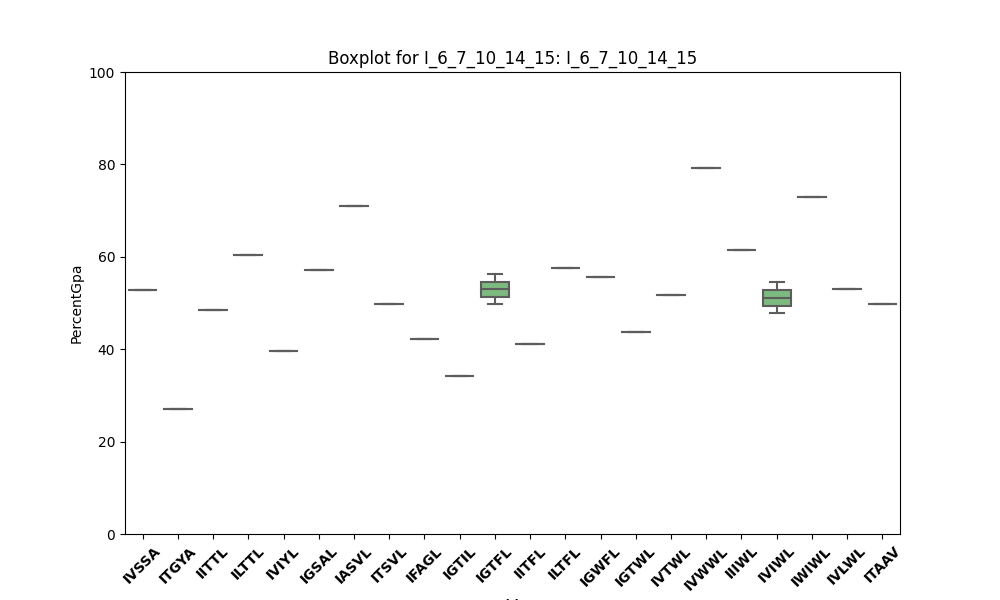 Boxplot for I_6_7_10_14_15: I_6_7_10_14_15
100
80
60
40
20
0
PercentGpa
IVSSA
ITGYA
IITTL
ILTTL
IVIYL
IGSAL
IASVL
ITSVL
IFAGL
IGTIL
IGTFL
IITFL
ILTFL
IGWFL
IGTWL
IVTWL
IVWWL
IIIWL
IVIWL
IWIWL
IVLWL
ITAAV